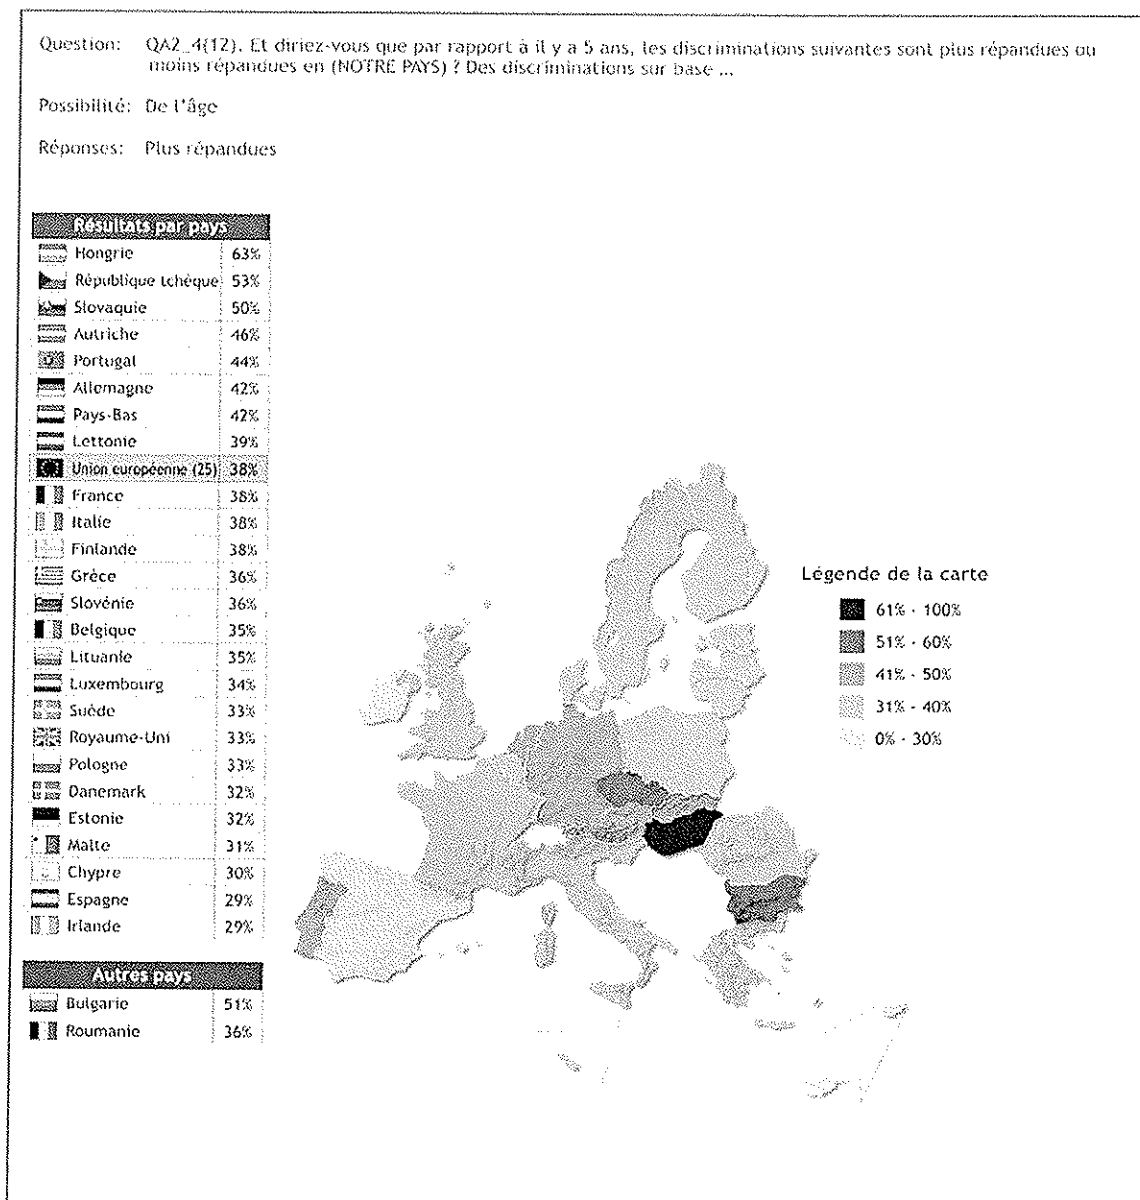 Question: QA2_4(12). Et diriez-vous que par rapport à il y a 5 ans, les discriminations suivantes sont plus répandues ou
moins répandues en (NOTRE PAYS) ? Des discriminations sur base ...
Possibilité: De l'âge
Réponses: Plus répandues
Résultats par pays
Hongrie 63%
République tchèque 53%
Slovaquie 50%
Autriche 46%
Portugal 44%
Allemagne 42%
Pays-Bas 42%
Lettonie 39%
Union européenne (25) 38%
France 38%
Italie 38%
Finlande 38%
Grèce 36%
Slovénie 36%
Belgique 35%
Lituanie 35%
Luxembourg 34%
Suède 33%
Royaume-Uni 33%
Pologne 33%
Danemark 32%
Estonie 32%
Malte 31%
Chypre 30%
Espagne 29%
Irlande 29%
Autres pays
Bulgarie 51%
Roumanie 36%
Légende de la carte
61% - 100%
51% - 60%
41% - 50%
31% - 40%
0% - 30%